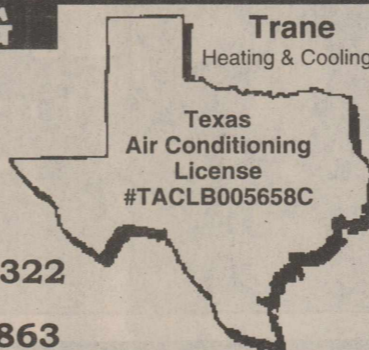 Trane
Heating & Cooling
Texas
Air Conditioning
License
#TACLB005658C
322
863